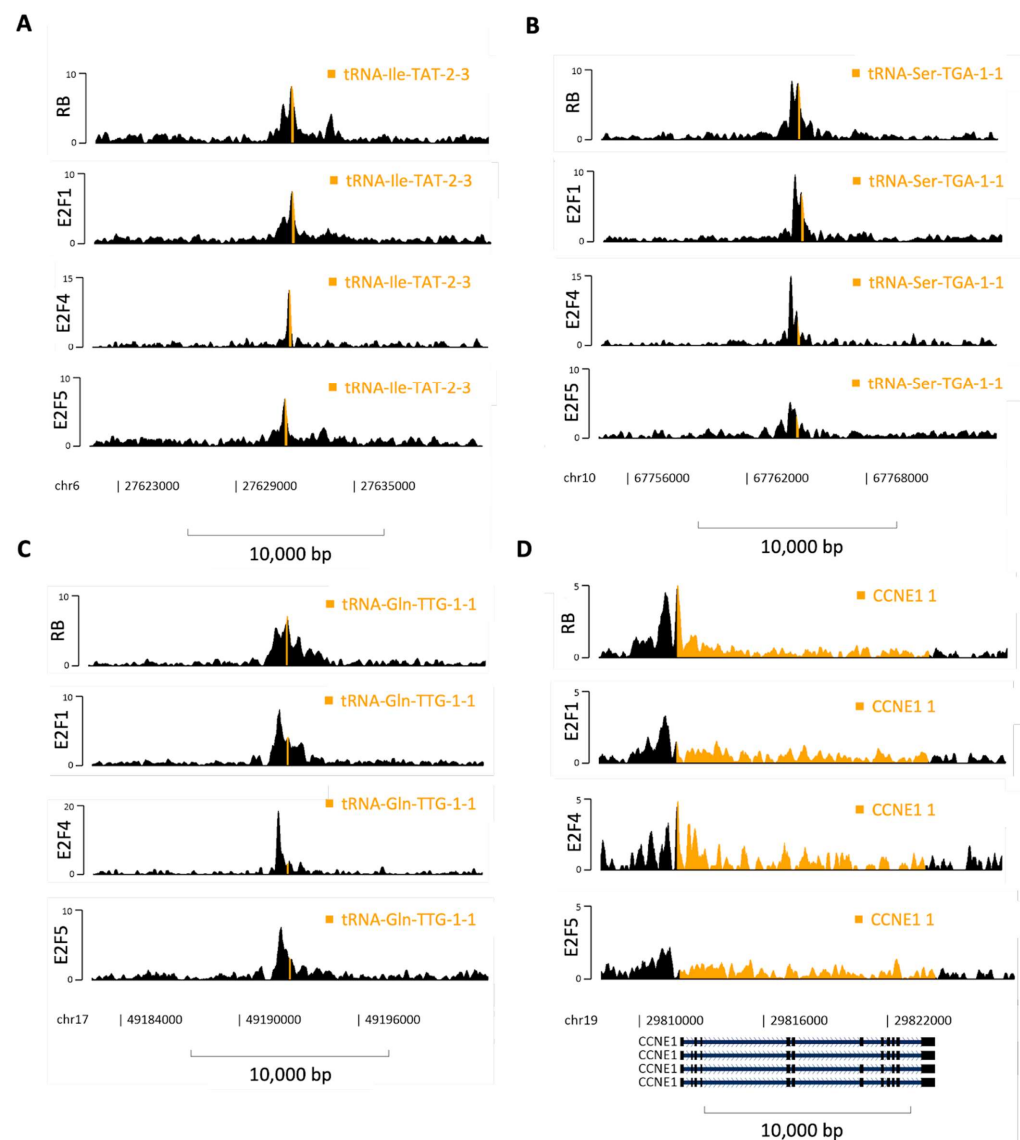 A
RB
10
0
tRNA-Ile-TAT-2-3
E2F1
10
0
tRNA-Ile-TAT-2-3
E2F4
15
0
tRNA-Ile-TAT-2-3
E2F5
10
0
tRNA-Ile-TAT-2-3
chr6 | 27623000 | 27629000 | 27635000
10,000 bp
B
RB
10
0
tRNA-Ser-TGA-1-1
E2F1
10
0
tRNA-Ser-TGA-1-1
E2F4
15
0
tRNA-Ser-TGA-1-1
E2F5
10
0
tRNA-Ser-TGA-1-1
chr10 | 67756000 | 67762000 | 67768000
10,000 bp
C
RB
10
0
tRNA-Gln-TTG-1-1
E2F1
10
0
tRNA-Gln-TTG-1-1
E2F4
20
0
tRNA-Gln-TTG-1-1
E2F5
10
0
tRNA-Gln-TTG-1-1
chr17 | 49184000 | 49190000 | 49196000
10,000 bp
D
RB
5
0
CCNE1 1
E2F1
5
0
CCNE1 1
E2F4
5
0
CCNE1 1
E2F5
5
0
CCNE1 1
chr19 | 29810000 | 29816000 | 29822000
CCNE1
CCNE1
CCNE1
CCNE1
10,000 bp